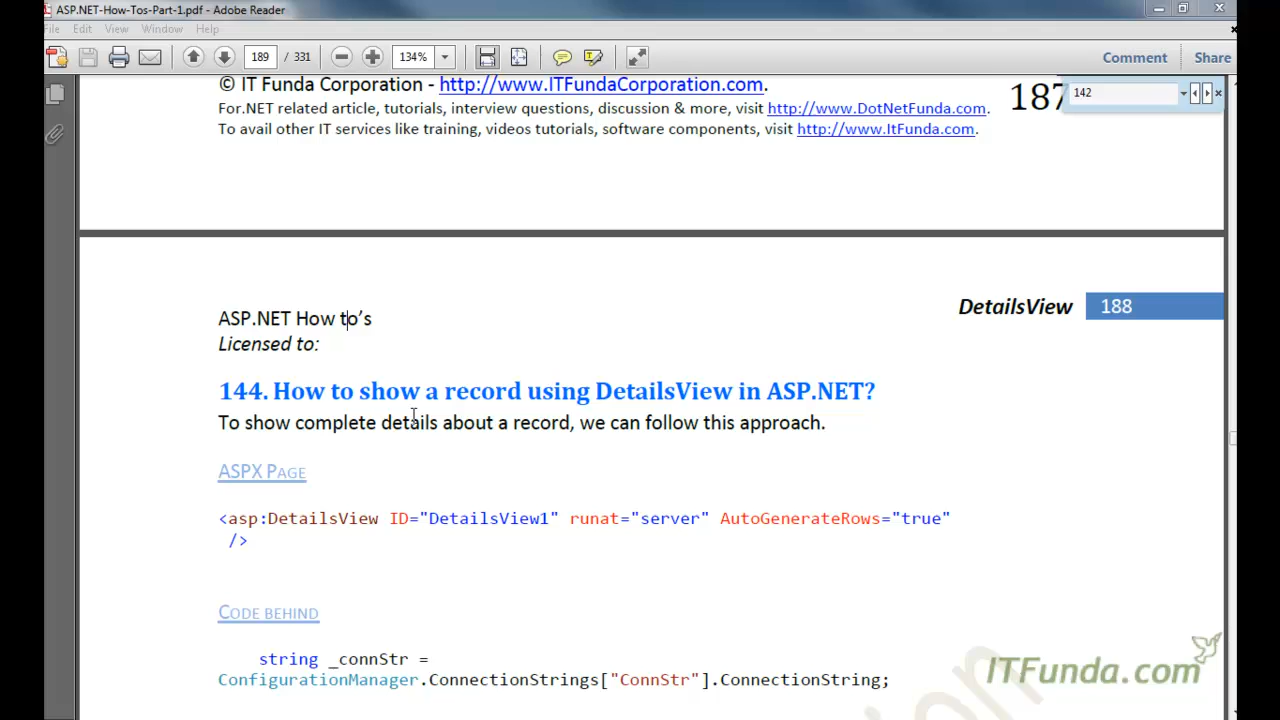 ASP.NET-How-Tos-Part-1.pdf - Adobe Reader
File Edit View Window Help
189 / 331 134% Comment Share
142
© IT Funda Corporation - http://www.ITFundaCorporation.com.
187
For.NET related article, tutorials, interview questions, discussion & more, visit http://www.DotNetFunda.com.
To avail other IT services like training, videos tutorials, software components, visit http://www.ItFunda.com.
DetailsView 188
ASP.NET How to’s
Licensed to:
144. How to show a record using DetailsView in ASP.NET?
To show complete details about a record, we can follow this approach.
ASPX PAGE
<asp:DetailsView ID="DetailsView1" runat="server" AutoGenerateRows="true"
/>
CODE BEHIND
string _connStr =
ConfigurationManager.ConnectionStrings["ConnStr"].ConnectionString;
ITFunda.com